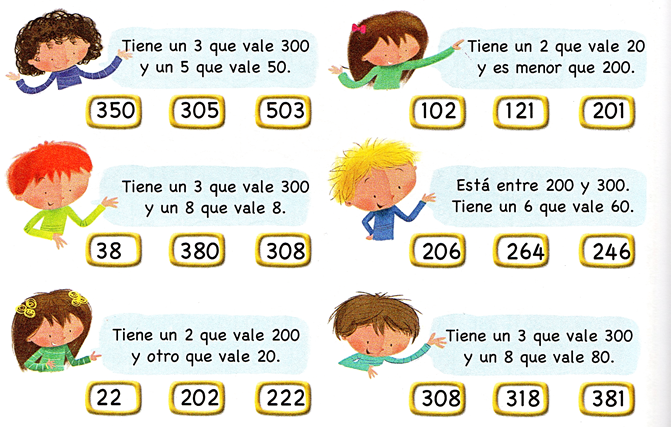 Tiene un 3 que vale 300
y un 5 que vale 50.
350 305 503
Tiene un 2 que vale 20
y es menor que 200.
102 121 201
Tiene un 3 que vale 300
y un 8 que vale 8.
38 380 308
Está entre 200 y 300.
Tiene un 6 que vale 60.
206 264 246
Tiene un 2 que vale 200
y otro que vale 20.
22 202 222
Tiene un 3 que vale 300
y un 8 que vale 80.
308 318 381